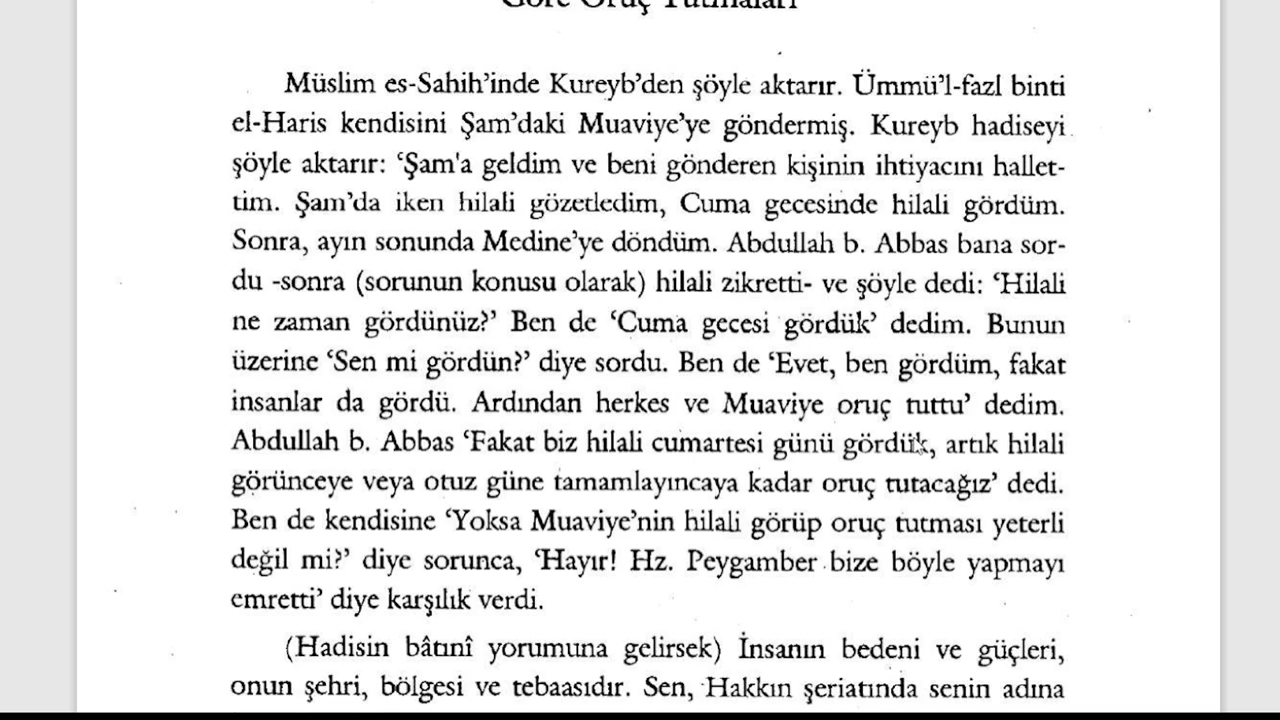 Göre Oruç Tutmaları
Müslim es-Sahih’inde Kureyb’den şöyle aktarır. Ümmü’l-fazl binti
el-Haris kendisini Şam’daki Muaviye’ye göndermiş. Kureyb hadiseyi
şöyle aktarır: ‘Şam'a geldim ve beni gönderen kişinin ihtiyacını hallet-
tim. Şam’da iken hilali gözetledim, Cuma gecesinde hilali gördüm.
Sonra, ayın sonunda Medine’ye döndüm. Abdullah b. Abbas bana sor-
du -sonra (sorunun konusu olarak) hilali zikretti- ve şöyle dedi: ‘Hilali
ne zaman gördünüz?’ Ben de ‘Cuma gecesi gördük’ dedim. Bunun
üzerine ‘Sen mi gördün?’ diye sordu. Ben de ‘Evet, ben gördüm, fakat
insanlar da gördü. Ardından herkes ve Muaviye oruç tuttu’ dedim.
Abdullah b. Abbas ‘Fakat biz hilali cumartesi günü gördük, artık hilali
görünceye veya otuz güne tamamlayıncaya kadar oruç tutacağız’ dedi.
Ben de kendisine ‘Yoksa Muaviye’nin hilali görüp oruç tutması yeterli
değil mi?’ diye sorunca, ‘Hayır! Hz. Peygamber bize böyle yapmayı
emretti’ diye karşılık verdi.
(Hadisin bâtınî yorumuna gelirsek) İnsanın bedeni ve güçleri,
onun şehri, bölgesi ve tebaasıdır. Sen, Hakkın şeriatında senin adına